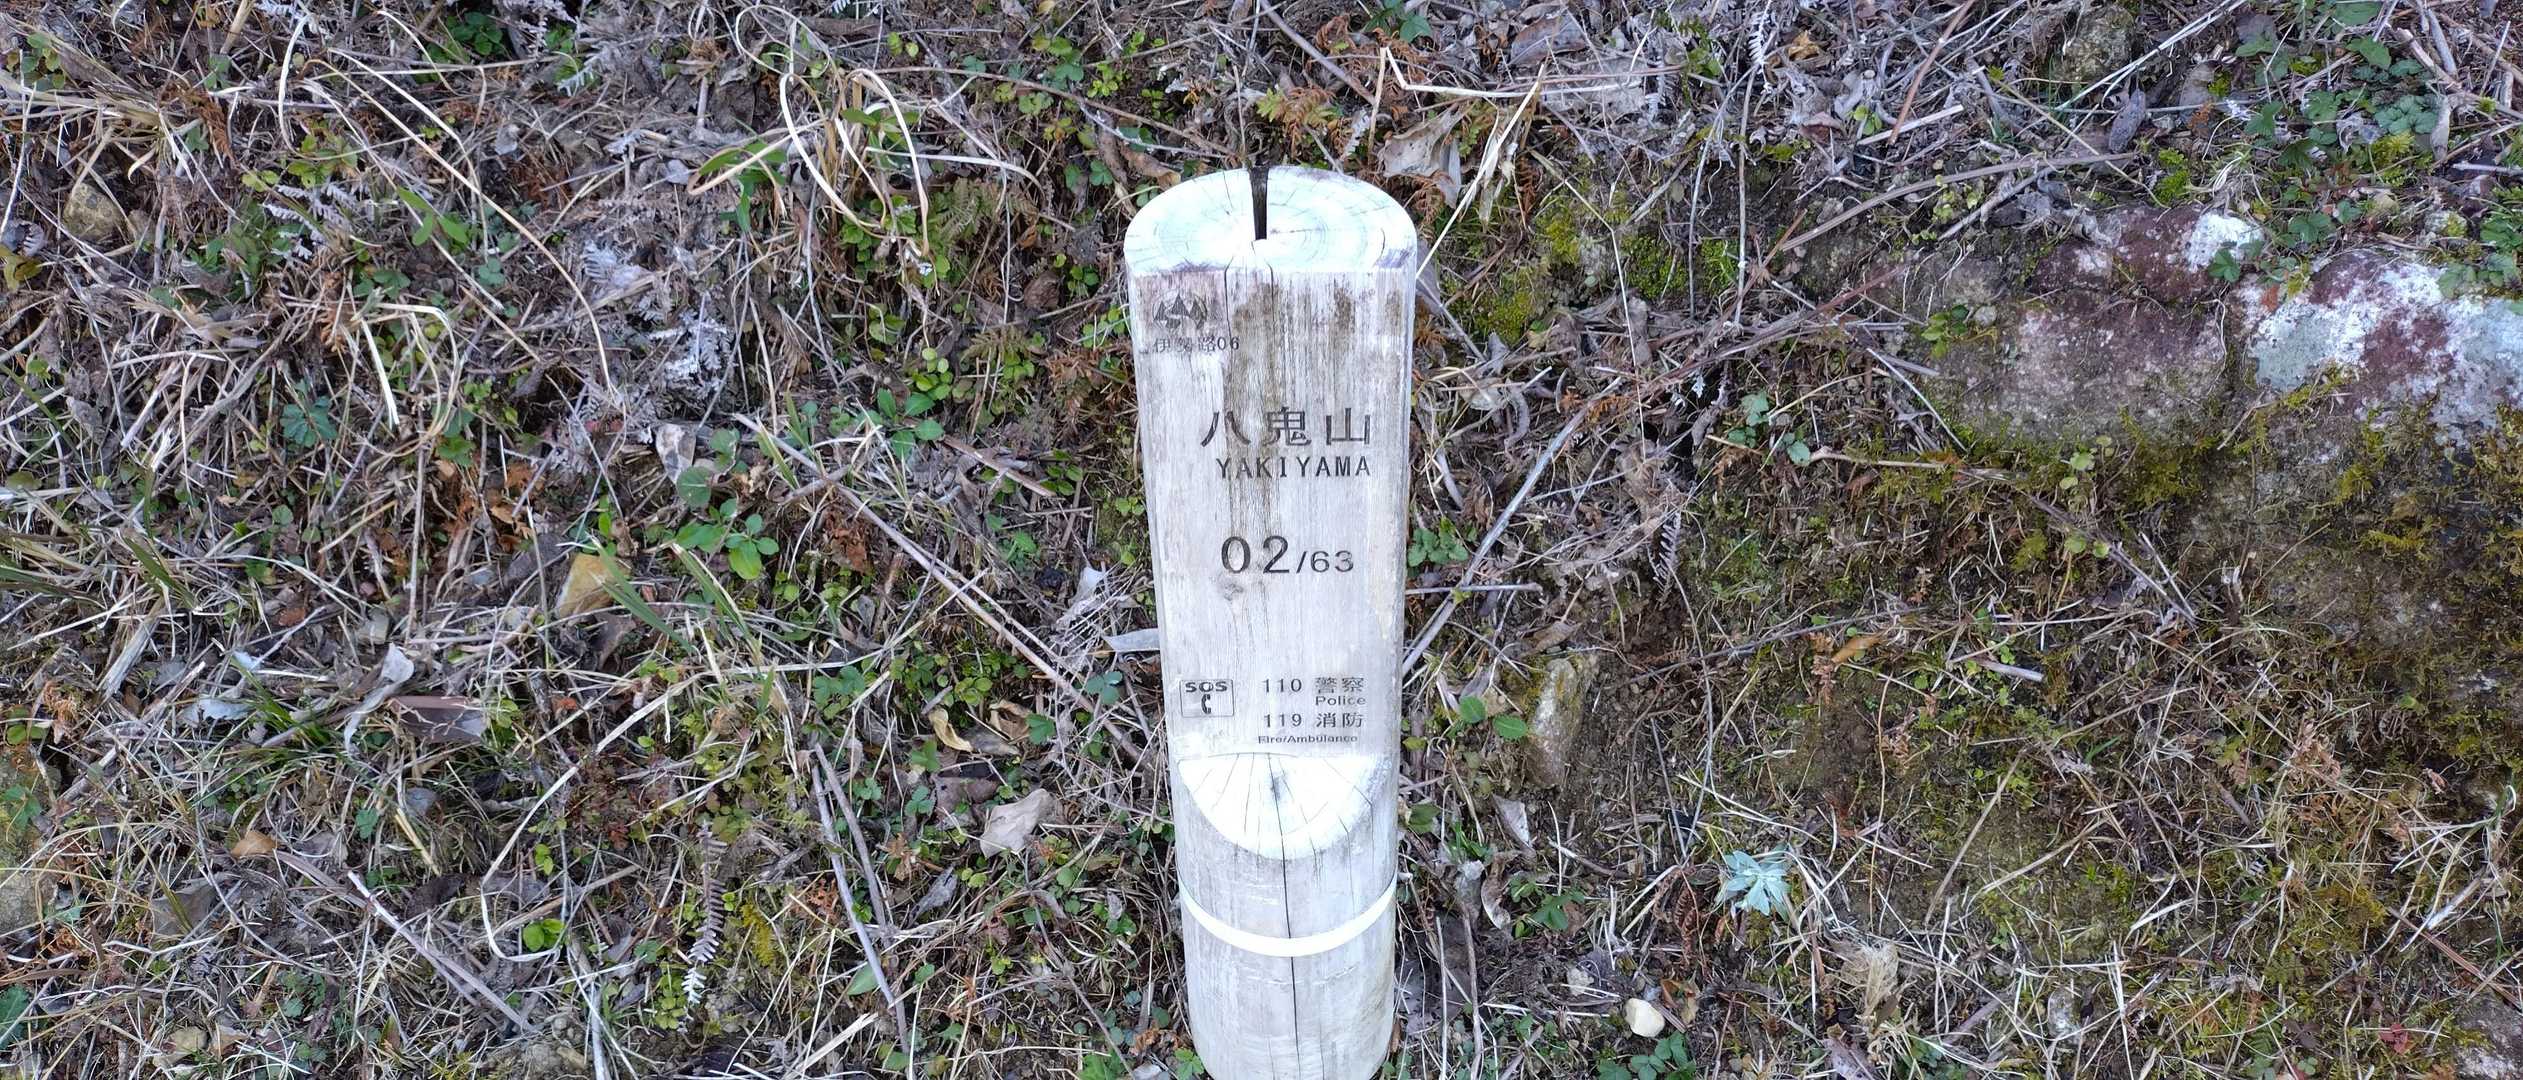 伊勢路06
八鬼山
YAKIYAMA
02/63
SOS 110 警察
Police
119 消防
Fire/Ambulance